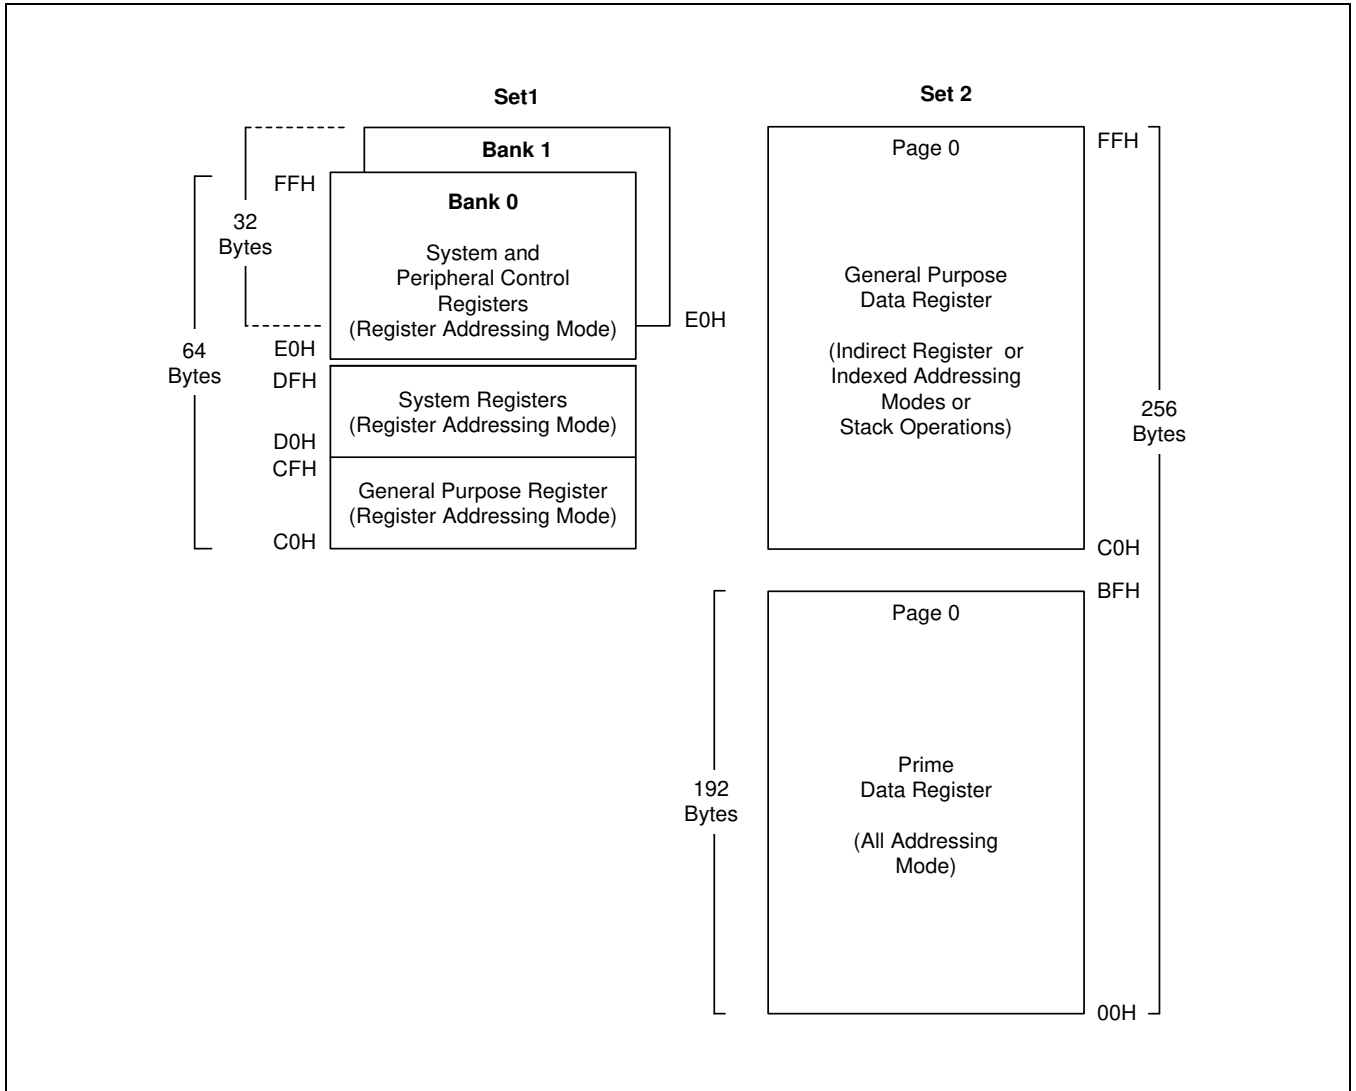 Set1
Bank 1
FFH
Bank 0
32
Bytes
System and
Peripheral Control
Registers
(Register Addressing Mode)
E0H
64
Bytes
E0H
DFH
System Registers
(Register Addressing Mode)
D0H
CFH
General Purpose Register
(Register Addressing Mode)
C0H
Set 2
Page 0
FFH
General Purpose
Data Register
(Indirect Register or
Indexed Addressing
Modes or
Stack Operations)
256
Bytes
C0H
BFH
Page 0
192
Bytes
Prime
Data Register
(All Addressing
Mode)
00H